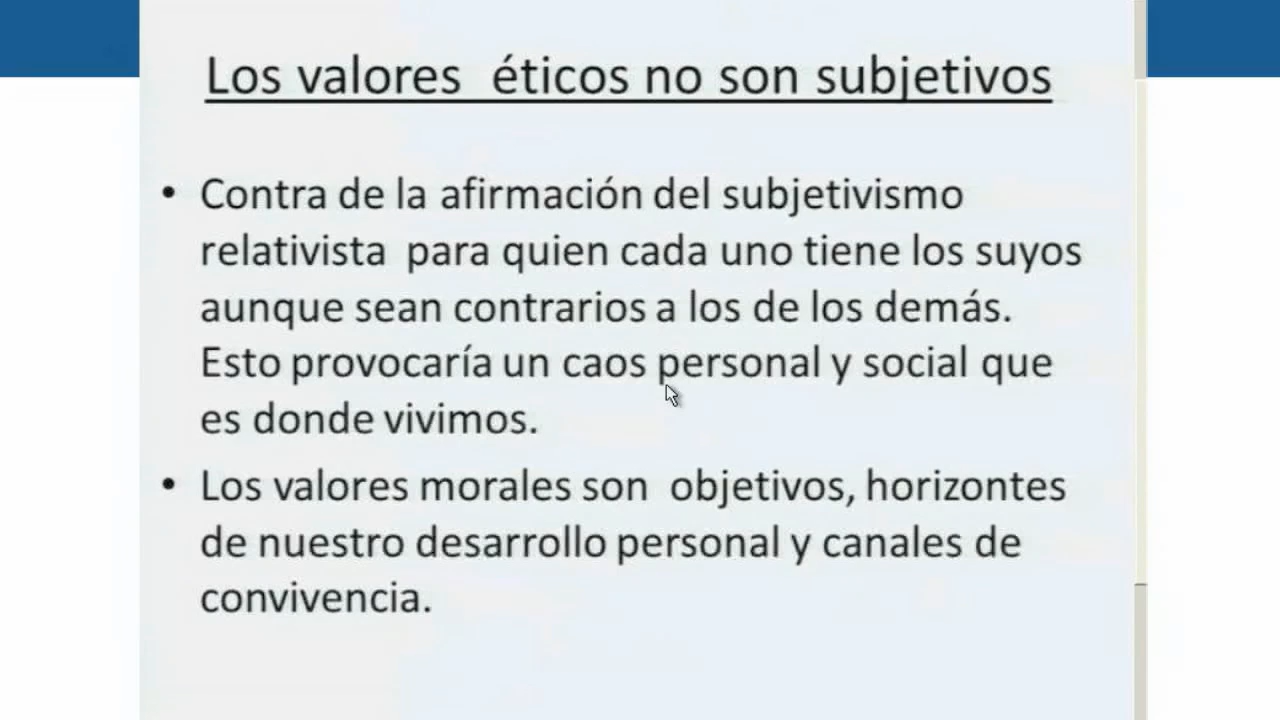 Los valores éticos no son subjetivos
• Contra de la afirmación del subjetivismo
relativista para quien cada uno tiene los suyos
aunque sean contrarios a los de los demás.
Esto provocaría un caos personal y social que
es donde vivimos.
• Los valores morales son objetivos, horizontes
de nuestro desarrollo personal y canales de
convivencia.